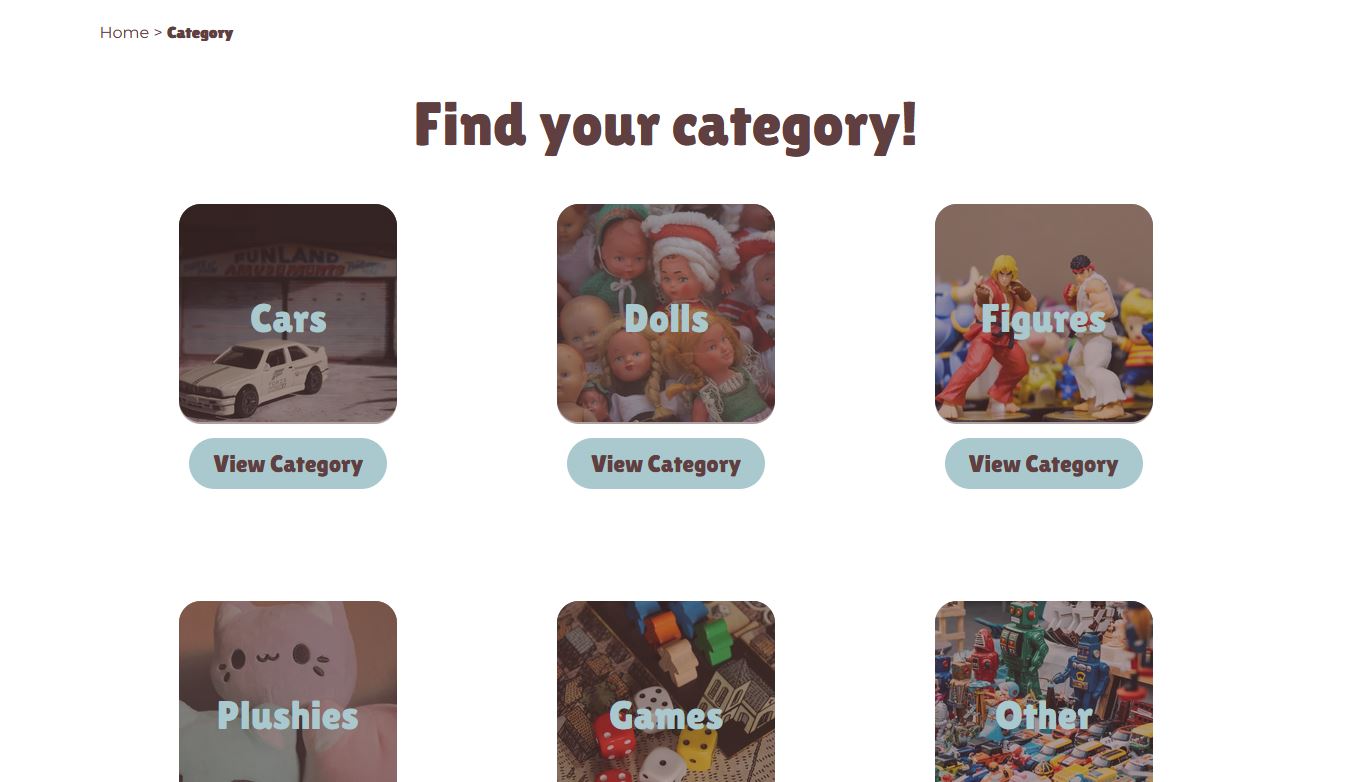 Home > Category
Find your category!
FUNLAND
AMUSEMENTS
Cars
Dolls
Figures
View Category
View Category
View Category
Plushies
Games
Other